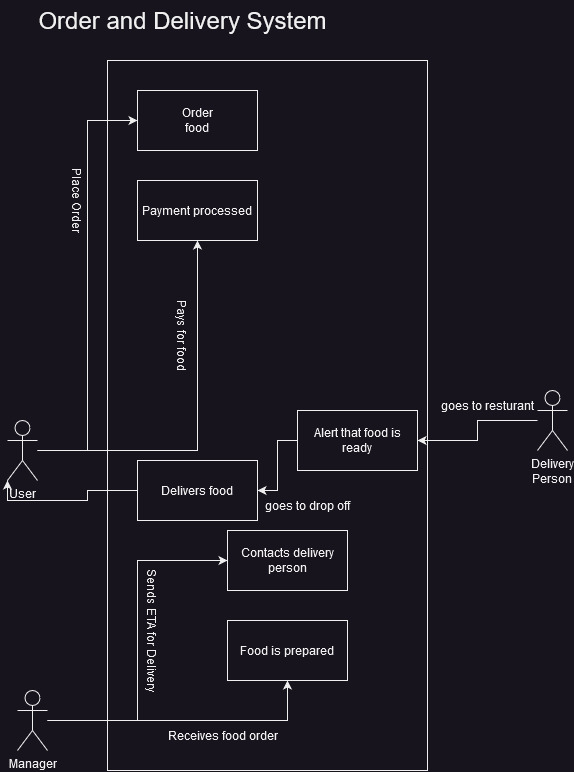 Order and Delivery System
Order
food
Place Order
Payment processed
Pays for food
goes to resturant
Alert that food is
ready
Delivery
Person
User
Delivers food
goes to drop off
Contacts delivery
person
Sends ETA for Delivery
Food is prepared
Receives food order
Manager